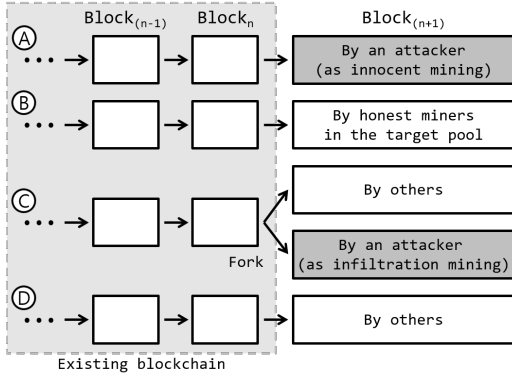 Block(n-1) Blockn Block(n+1)
A
By an attacker
(as innocent mining)
B
By honest miners
in the target pool
C
By others
Fork
By an attacker
(as infiltration mining)
D
By others
Existing blockchain